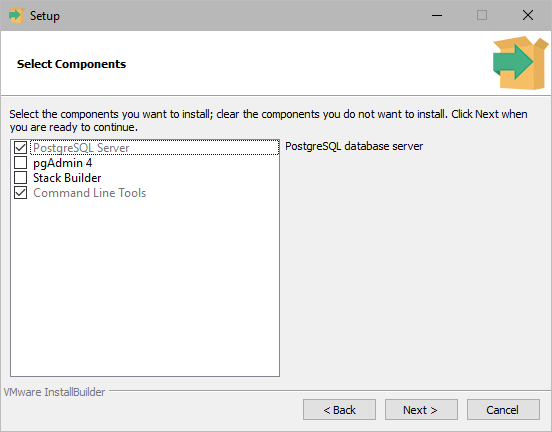 Setup
Select Components
Select the components you want to install; clear the components you do not want to install. Click Next when
you are ready to continue.
PostgreSQL Server
PostgreSQL database server
pgAdmin 4
Stack Builder
Command Line Tools
VMware InstallBuilder
< Back
Next >
Cancel